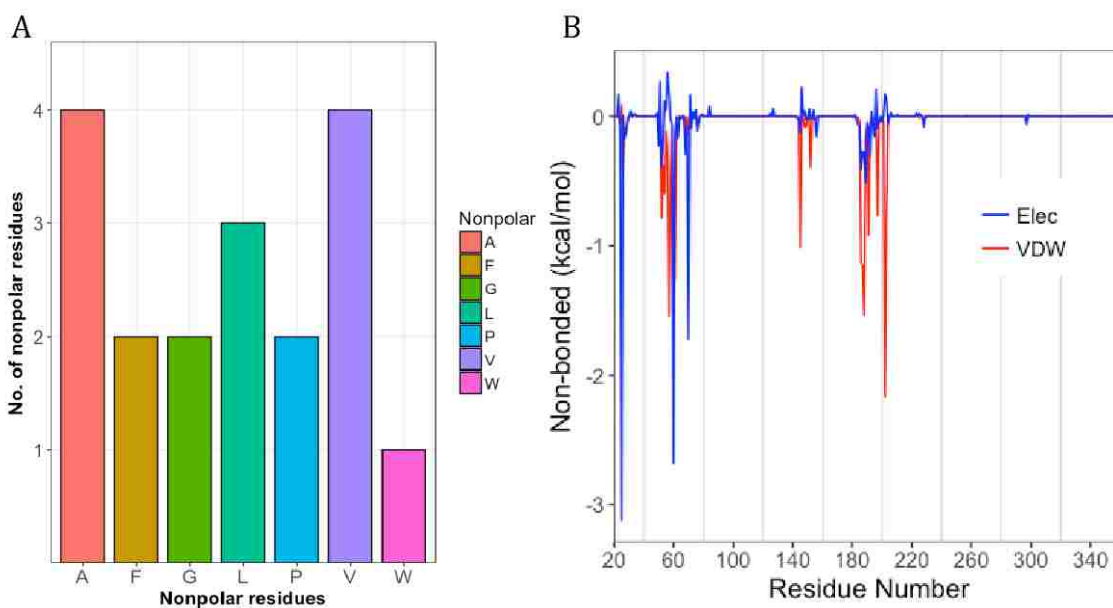 A
No. of nonpolar residues
4
3
2
1
A F G L P V W
Nonpolar residues
Nonpolar
A
F
G
L
P
V
W
B
Non-bonded (kcal/mol)
0
-1
-2
-3
Elec
VDW
20 60 100 140 180 220 260 300 340
Residue Number